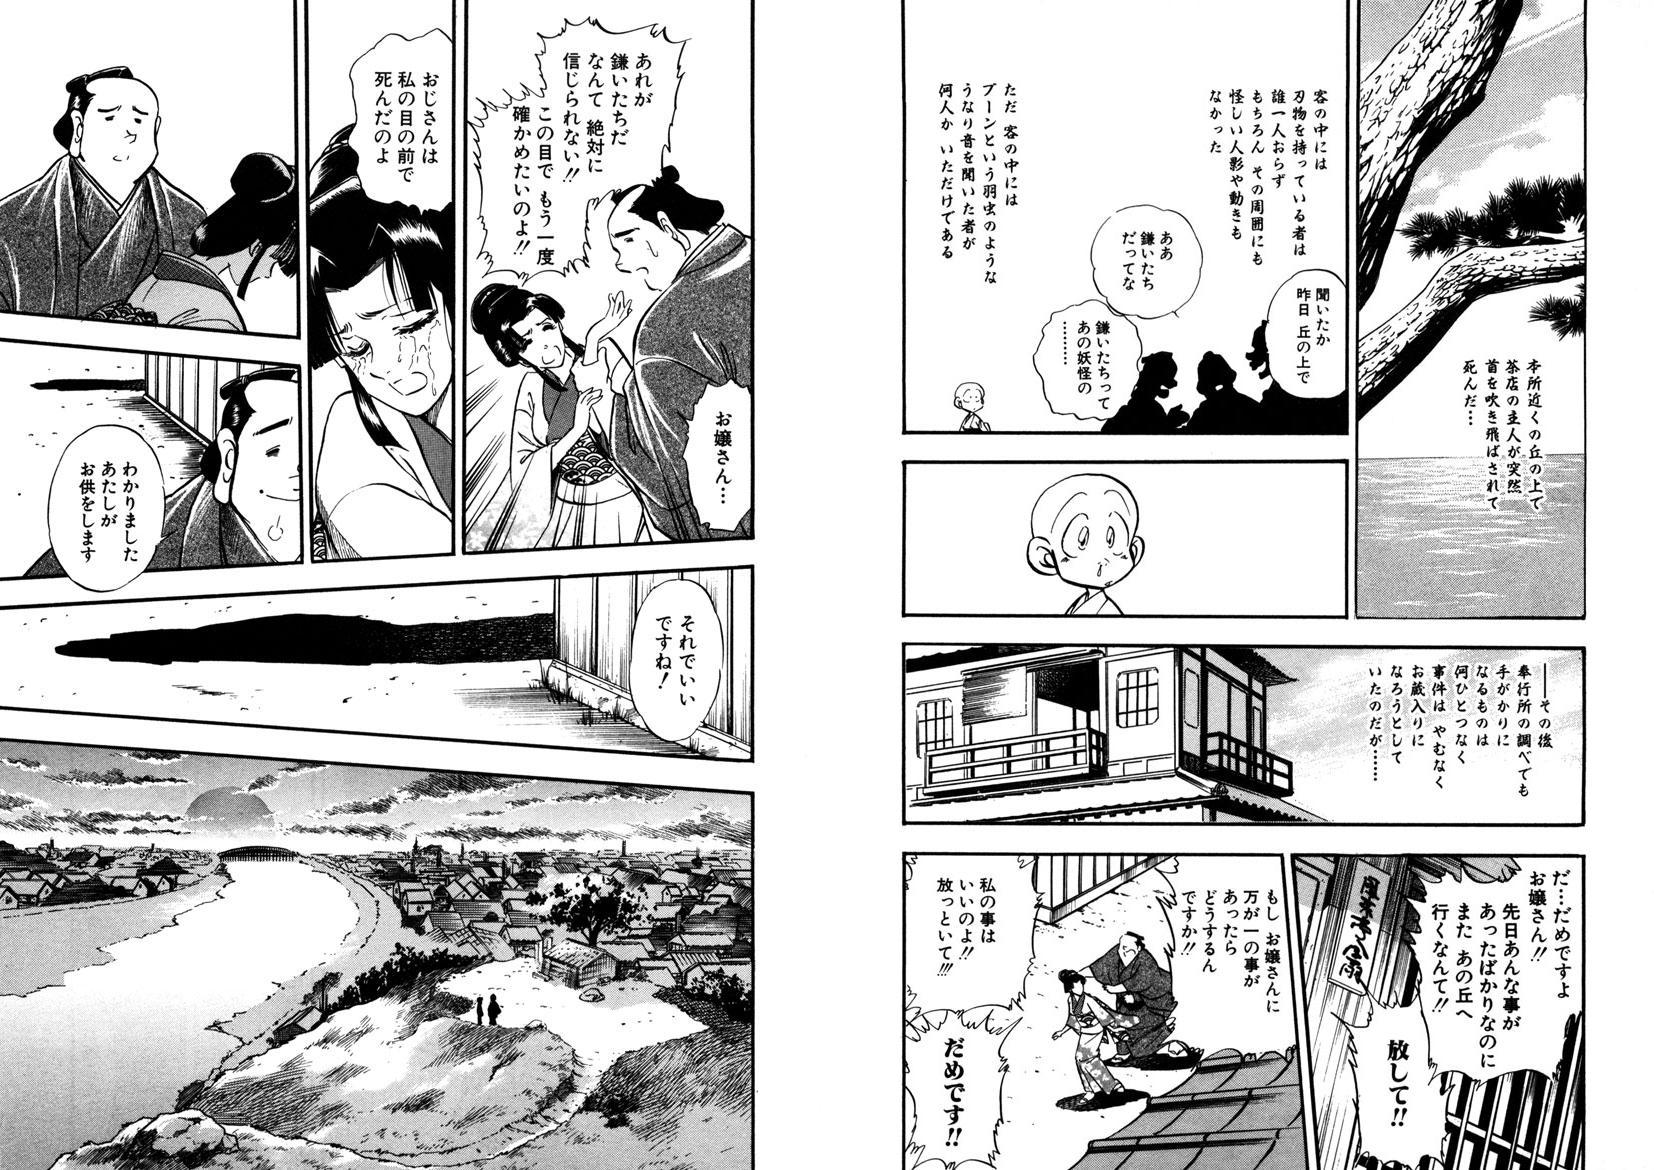 本所近くの丘の上で
茶店の主人が突然
首を吹き飛ばされて
死んだ…
聞いたか
昨日 丘の上で
ああ
鎌いたち
だってな
鎌いたちって
あの妖怪の
………
客の中には
刃物を持っている者は
誰一人おらず
もちろん その周囲にも
怪しい人影や動きも
なかった
ただ 客の中には
ブーンという羽虫のような
うなり音を聞いた者が
何人か いただけである
――その後
奉行所の調べでも
手がかりに
なるものは
何ひとつなく
事件は やむなく
お蔵入りに
なろうとして
いたのだが……
だ…だめですよ
お嬢さん!!
先日あんな事が
あったばかりなのに
また あの丘へ
行くなんて!!
放して!!
もし お嬢さんに
万が一の事が
あったら
どうするん
ですか!!
私の事は
いいのよ!!
放っといて!!!
だめです!!
あれが
鎌いたちだ
なんて 絶対に
信じられない!!
この目で もう一度
確かめたいのよ!!
お嬢さん…
おじさんは
私の目の前で
死んだのよ
わかりました
あたしが
お供をします
それでいい
ですね!